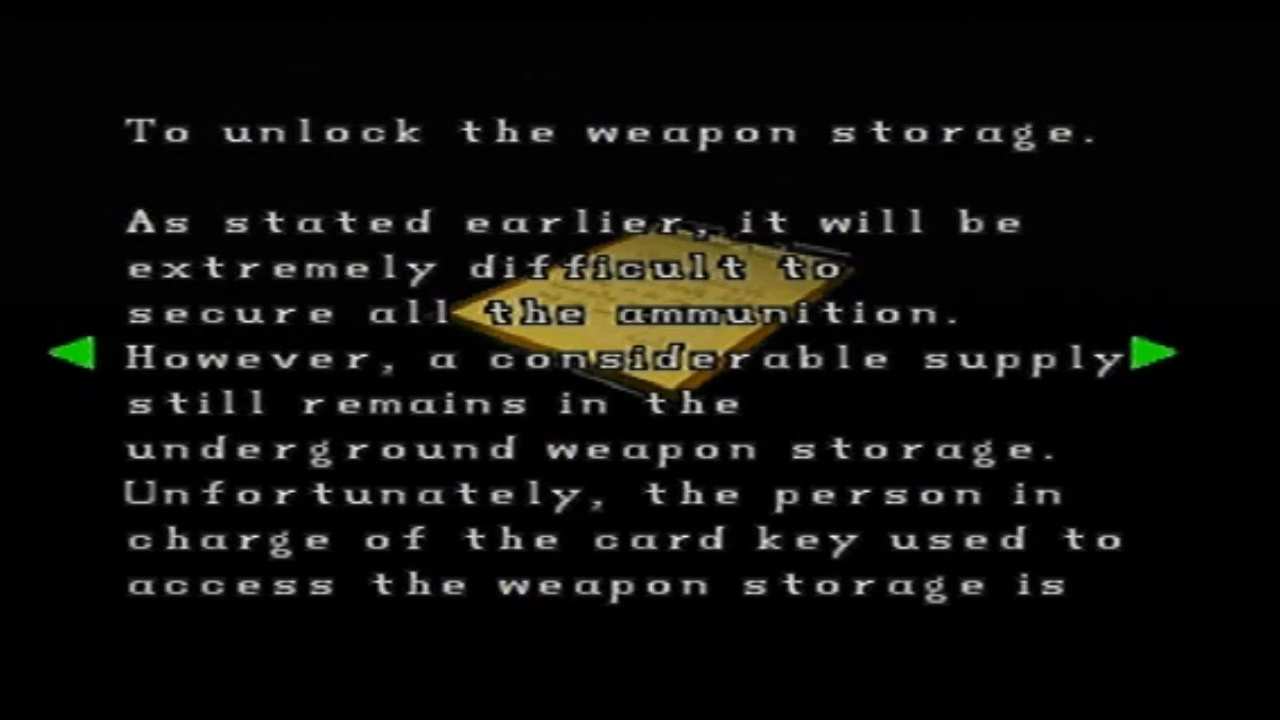 To unlock the weapon storage.
As stated earlier, it will be
extremely difficult to
secure all the ammunition.
However, a considerable supply
still remains in the
underground weapon storage.
Unfortunately, the person in
charge of the card key used to
access the weapon storage is